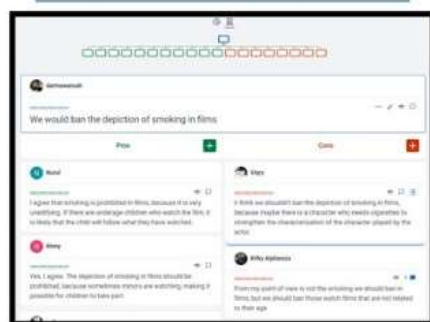 We would ban the depiction of smoking in films
Pros
Cons
Nurul
I agree that smoking is prohibited in films, because it is very
unedifying. If there are underage children who watch the film, it
is likely that the child will follow what they have watched.
I think we shouldn't ban the depiction of smoking in films,
because maybe there is a character who needs cigarettes to
strengthen the characterization of the character played by the
actor.
Yes, I agree. The depiction of smoking in films should be
prohibited, because sometimes minors are watching, making it
possible for children to take part
From my point of view is not the smoking we should ban in
films, but we should ban those watch films that are not related
to their age